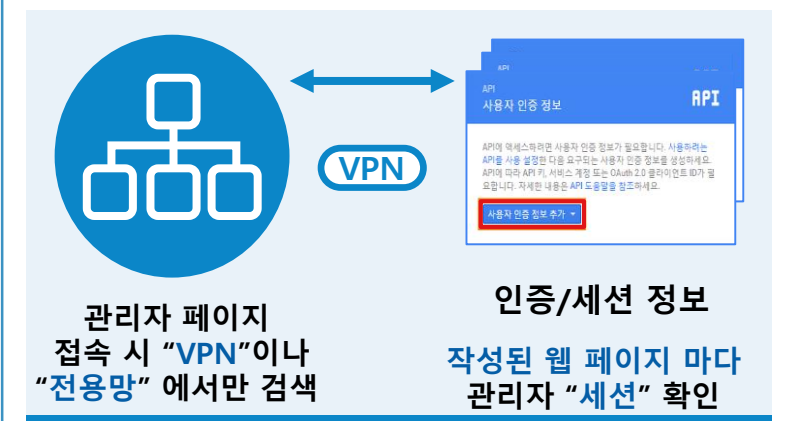 API
API
사용자 인증 정보
API
API에 액세스하려면 사용자 인증 정보가 필요합니다. 사용하려는
API를 사용 설정한 다음 요구되는 사용자 인증 정보를 생성하세요.
API에 따라 API 키, 서비스 계정 또는 OAuth 2.0 클라이언트 ID가 필
요합니다. 자세한 내용은 API 도움말을 참조하세요.
사용자 인증 정보 추가
VPN
관리자 페이지
접속 시 “VPN”이나
“전용망” 에서만 검색
인증/세션 정보
작성된 웹 페이지 마다
관리자 “세션” 확인